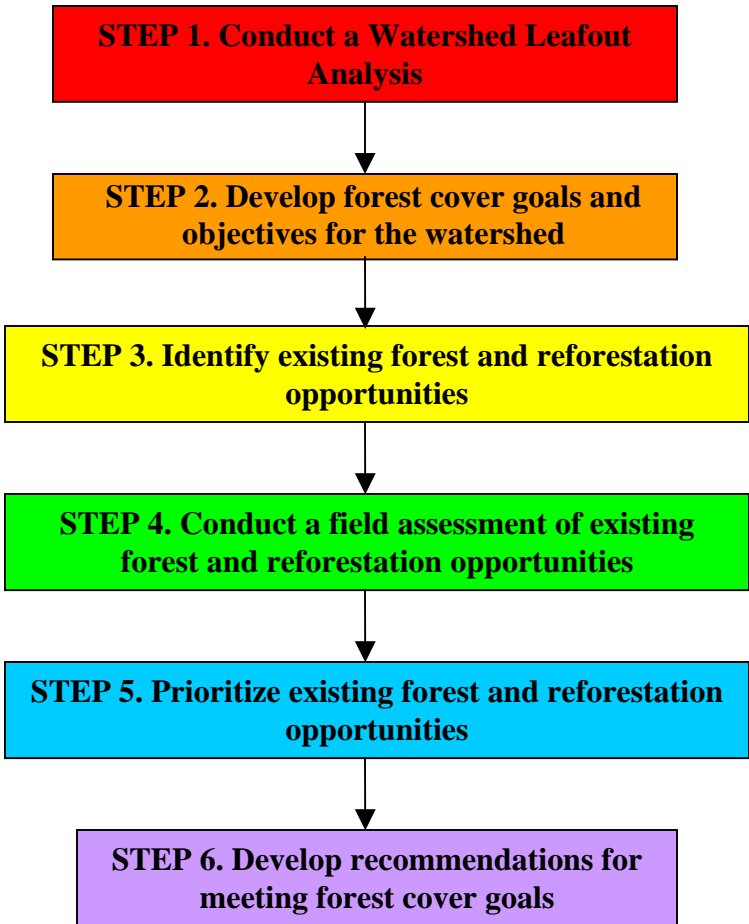 STEP 1. Conduct a Watershed Leafout
Analysis
STEP 2. Develop forest cover goals and
objectives for the watershed
STEP 3. Identify existing forest and reforestation
opportunities
STEP 4. Conduct a field assessment of existing
forest and reforestation opportunities
STEP 5. Prioritize existing forest and reforestation
opportunities
STEP 6. Develop recommendations for
meeting forest cover goals